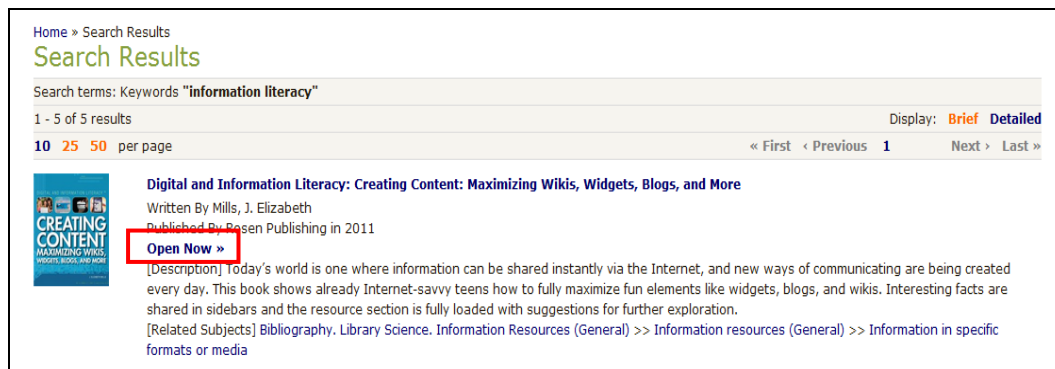 Home » Search Results
Search Results
Search terms: Keywords "information literacy"
1 - 5 of 5 results Display: Brief Detailed
10 25 50 per page « First ‹ Previous 1 Next › Last »
Digital and Information Literacy: Creating Content: Maximizing Wikis, Widgets, Blogs, and More
Written By Mills, J. Elizabeth
Published By Rosen Publishing in 2011
Open Now »
[Description] Today's world is one where information can be shared instantly via the Internet, and new ways of communicating are being created
every day. This book shows already Internet-savvy teens how to fully maximize fun elements like widgets, blogs, and wikis. Interesting facts are
shared in sidebars and the resource section is fully loaded with suggestions for further exploration.
[Related Subjects] Bibliography. Library Science. Information Resources (General) >> Information resources (General) >> Information in specific
formats or media
DIGITAL AND INFORMATION LITERACY
CREATING
CONTENT
MAXIMIZING WIKIS,
WIDGETS, BLOGS, AND MORE